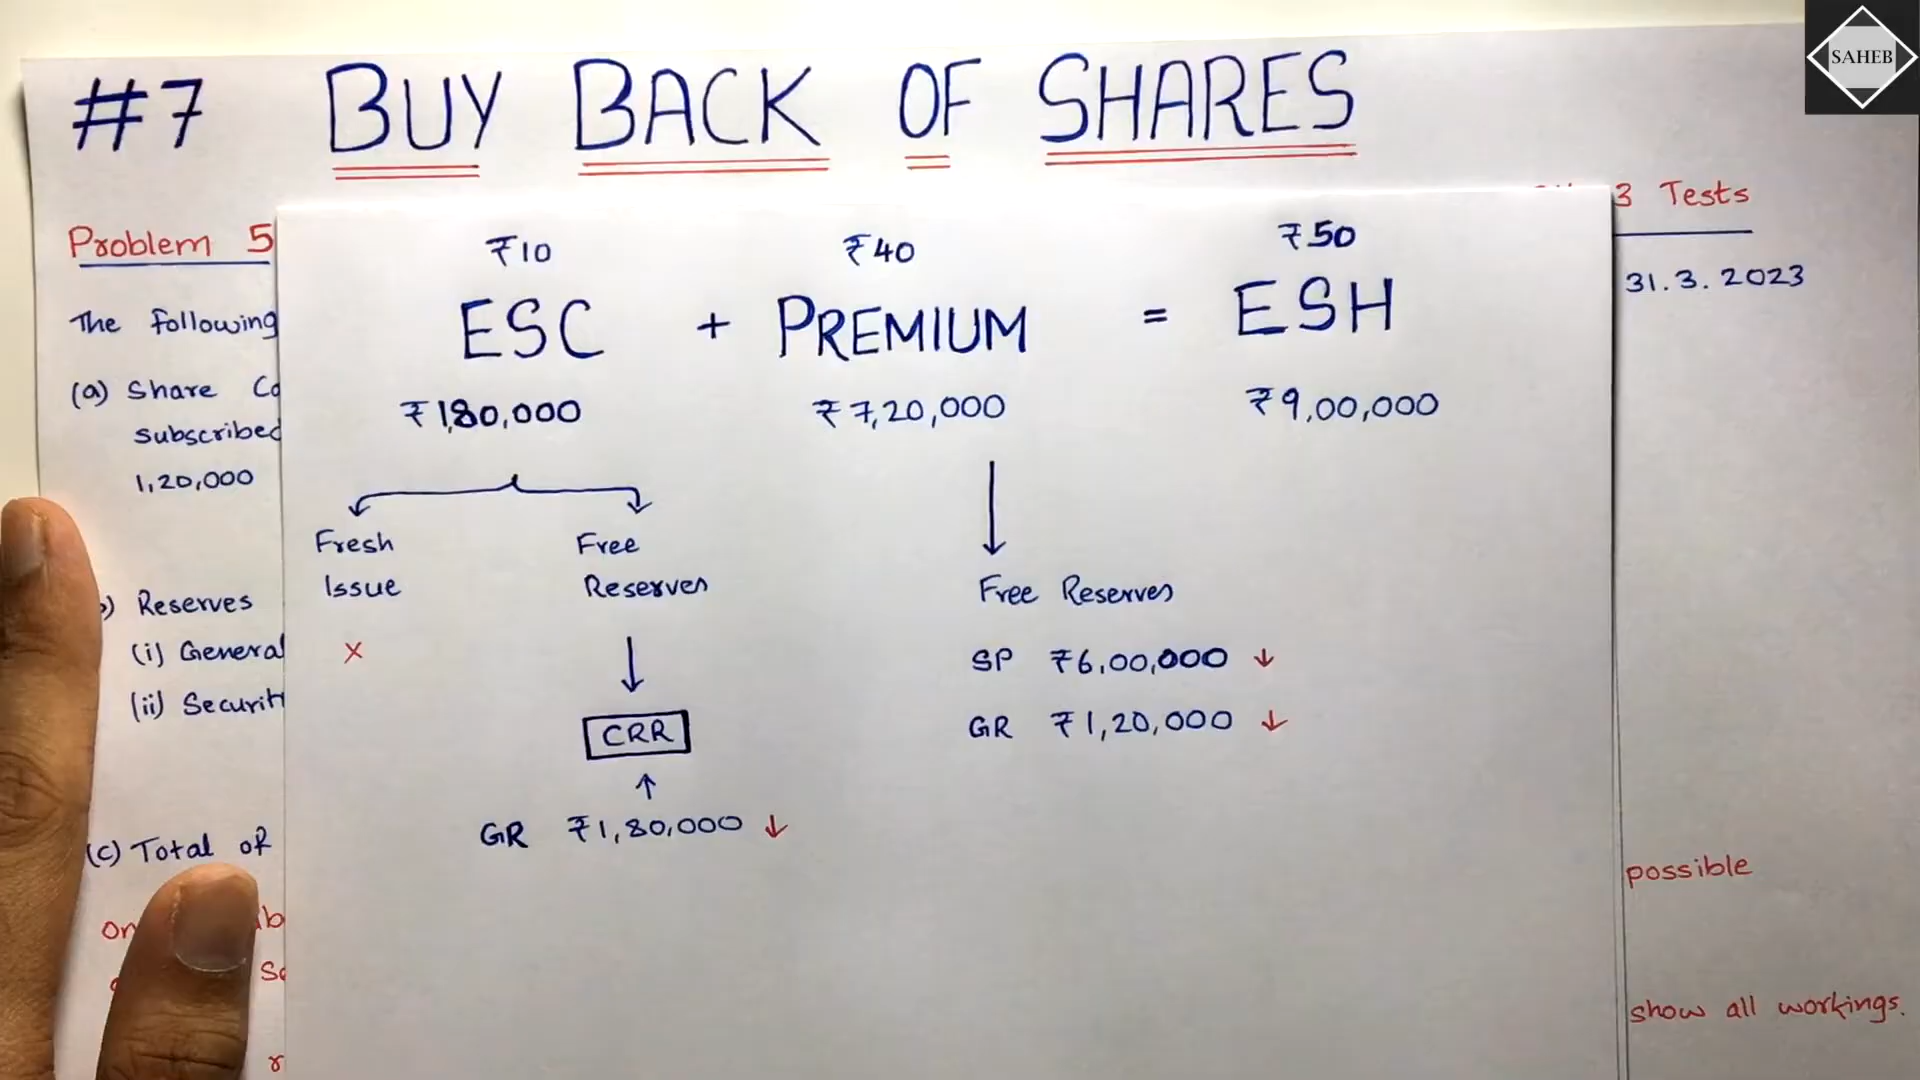 SAHEB
#7 BUY BACK OF SHARES
3 Tests
Problem 5
31.3.2023
The following
(a) Share
subscribed
1,20,000
Reserves
(i) General
(ii)
(c) Total of
possible
show all workings.
₹10 ₹40 ₹50
ESC + PREMIUM = ESH
₹1,80,000 ₹7,20,000 ₹9,00,000
Fresh Free
Issue Reserves
Free Reserves
X
SP ₹6,00,000 ↓
GR ₹1,20,000 ↓
CRR
GR ₹1,80,000 ↓